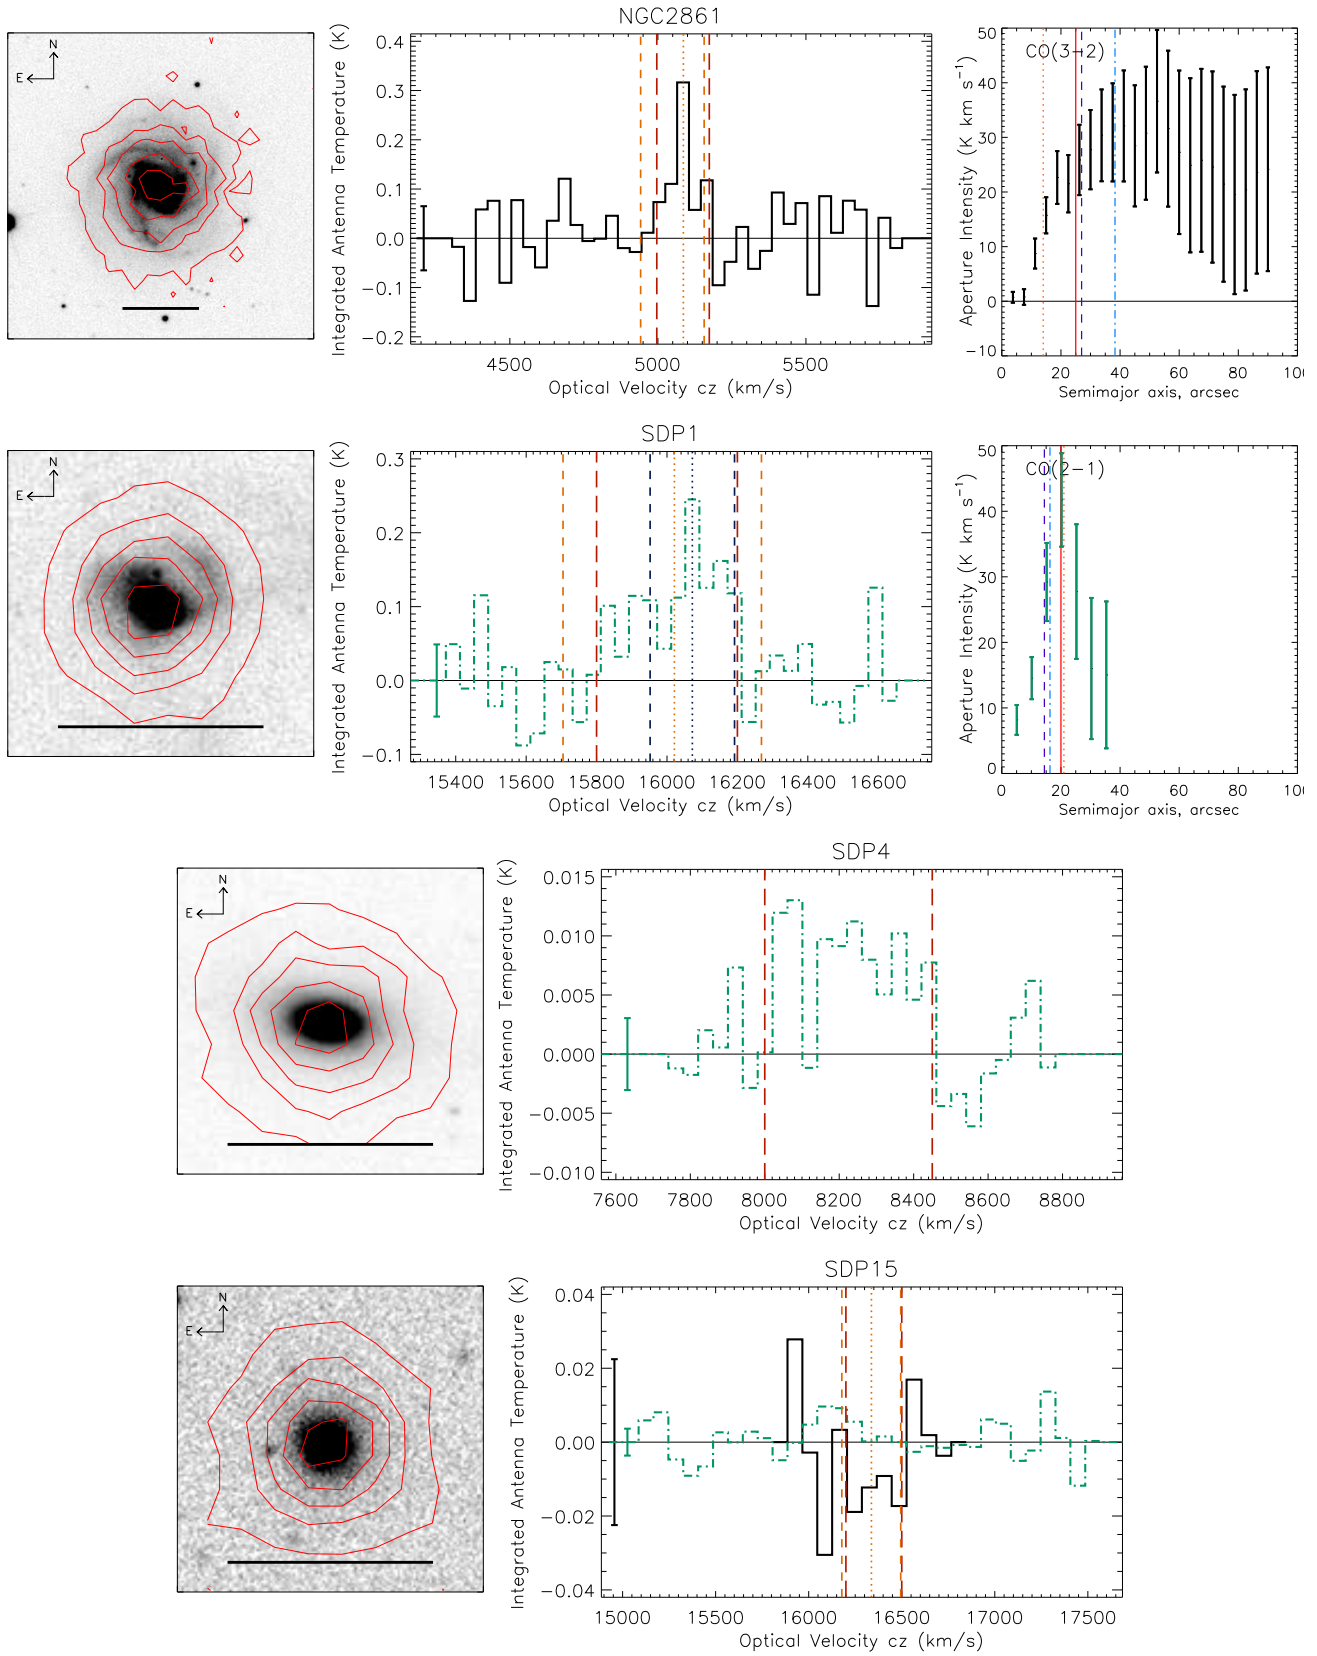 NGC2861
N
E
Integrated Antenna Temperature (K)
0.4
0.3
0.2
0.1
0.0
−0.1
−0.2
4500 5000 5500
Optical Velocity cz (km/s)
CO(3−2)
Aperture Intensity (K km s⁻¹)
50
40
30
20
10
0
−10
0 20 40 60 80 100
Semimajor axis, arcsec
SDP1
N
E
Integrated Antenna Temperature (K)
0.3
0.2
0.1
0.0
−0.1
15400 15600 15800 16000 16200 16400 16600
Optical Velocity cz (km/s)
CO(2−1)
Aperture Intensity (K km s⁻¹)
50
40
30
20
10
0
0 20 40 60 80 100
Semimajor axis, arcsec
SDP4
N
E
Integrated Antenna Temperature (K)
0.015
0.010
0.005
0.000
−0.005
−0.010
7600 7800 8000 8200 8400 8600 8800
Optical Velocity cz (km/s)
SDP15
N
E
Integrated Antenna Temperature (K)
0.04
0.02
0.00
−0.02
−0.04
15000 15500 16000 16500 17000 17500
Optical Velocity cz (km/s)